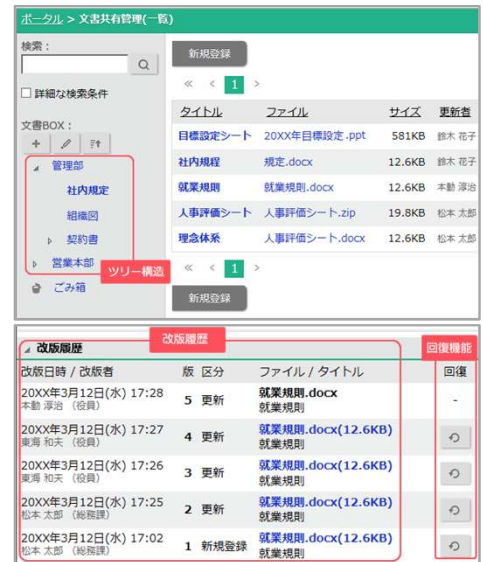 ポータル > 文書共有管理(一覧)
検索：
詳細な検索条件
文書BOX：
管理部
社内規定
組織図
契約書
営業本部
ごみ箱
ツリー構造
新規登録
« < 1 >
タイトル ファイル サイズ 更新者
目標設定シート 20XX年目標設定.ppt 581KB 鈴木 花子
社内規程 規定.docx 12.6KB 鈴木 花子
就業規則 就業規則.docx 12.6KB 本動 淳治
人事評価シート 人事評価シート.zip 19.8KB 松本 太郎
理念体系 人事評価シート.docx 12.6KB 松本 太郎
« < 1 >
新規登録
改版履歴
改版履歴
回復機能
改版日時 / 改版者 版 区分 ファイル / タイトル 回復
20XX年3月12日(水) 17:28 5 更新 就業規則.docx -
本動 淳治 （役員） 就業規則
20XX年3月12日(水) 17:27 4 更新 就業規則.docx(12.6KB)
東海 和夫 （役員） 就業規則
20XX年3月12日(水) 17:26 3 更新 就業規則.docx(12.6KB)
東海 和夫 （役員） 就業規則
20XX年3月12日(水) 17:25 2 更新 就業規則.docx(12.6KB)
松本 太郎 （総務課） 就業規則
20XX年3月12日(水) 17:02 1 新規登録 就業規則.docx(12.6KB)
松本 太郎 （総務課） 就業規則